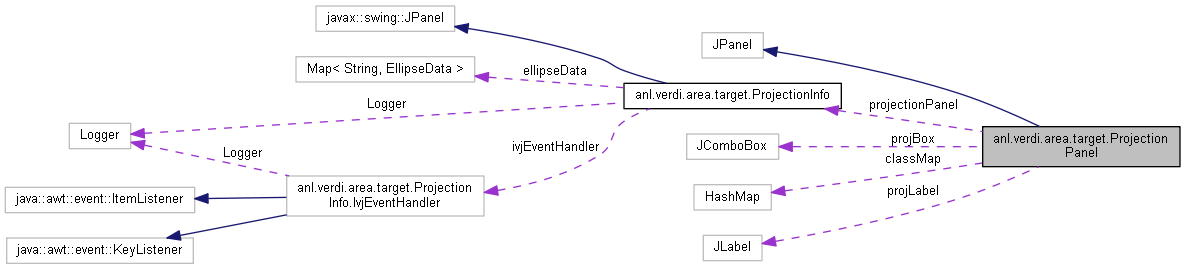 javax::swing::JPanel
JPanel
Map< String, EllipseData >
ellipseData
anl.verdi.area.target.ProjectionInfo
Logger
projectionPanel
Logger
ivjEventHandler
projBox
JComboBox
anl.verdi.area.target.Projection
Panel
Logger
classMap
anl.verdi.area.target.Projection
Info.IvjEventHandler
java::awt::event::ItemListener
HashMap
projLabel
java::awt::event::KeyListener
JLabel